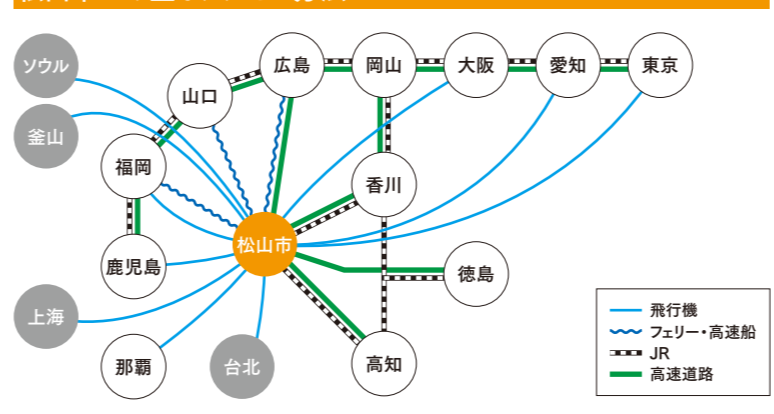 ソウル
釜山
福岡
山口
広島
岡山
大阪
愛知
東京
香川
松山市
鹿児島
徳島
上海
那覇
台北
高知
飛行機
フェリー・高速船
JR
高速道路